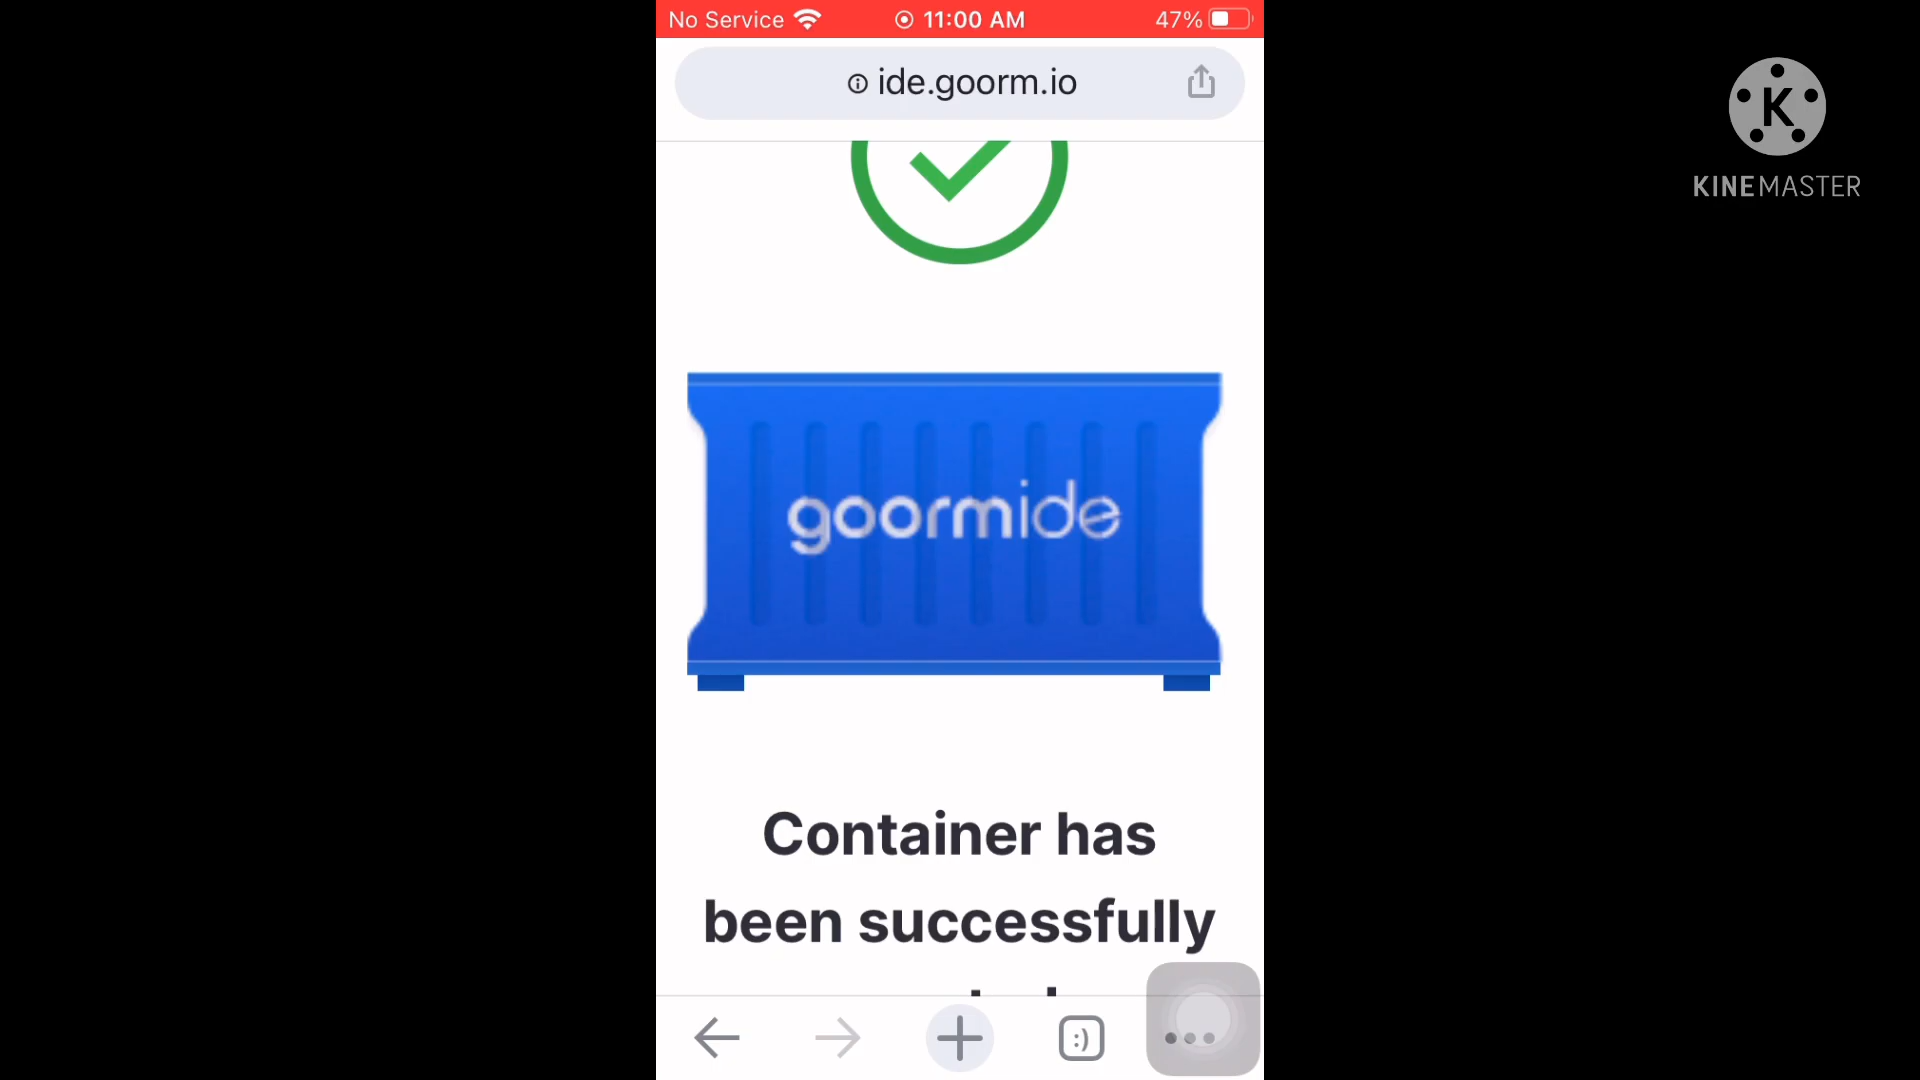 No Service 11:00 AM 47%
ide.goorm.io
K
KINEMASTER
goormide
Container has
been successfully
:)